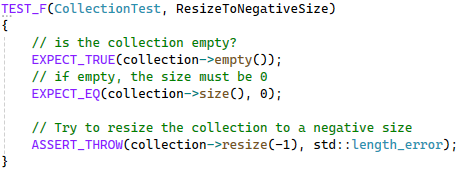 TEST_F(CollectionTest, ResizeToNegativeSize)
{
    // is the collection empty?
    EXPECT_TRUE(collection->empty());
    // if empty, the size must be 0
    EXPECT_EQ(collection->size(), 0);

    // Try to resize the collection to a negative size
    ASSERT_THROW(collection->resize(-1), std::length_error);
}